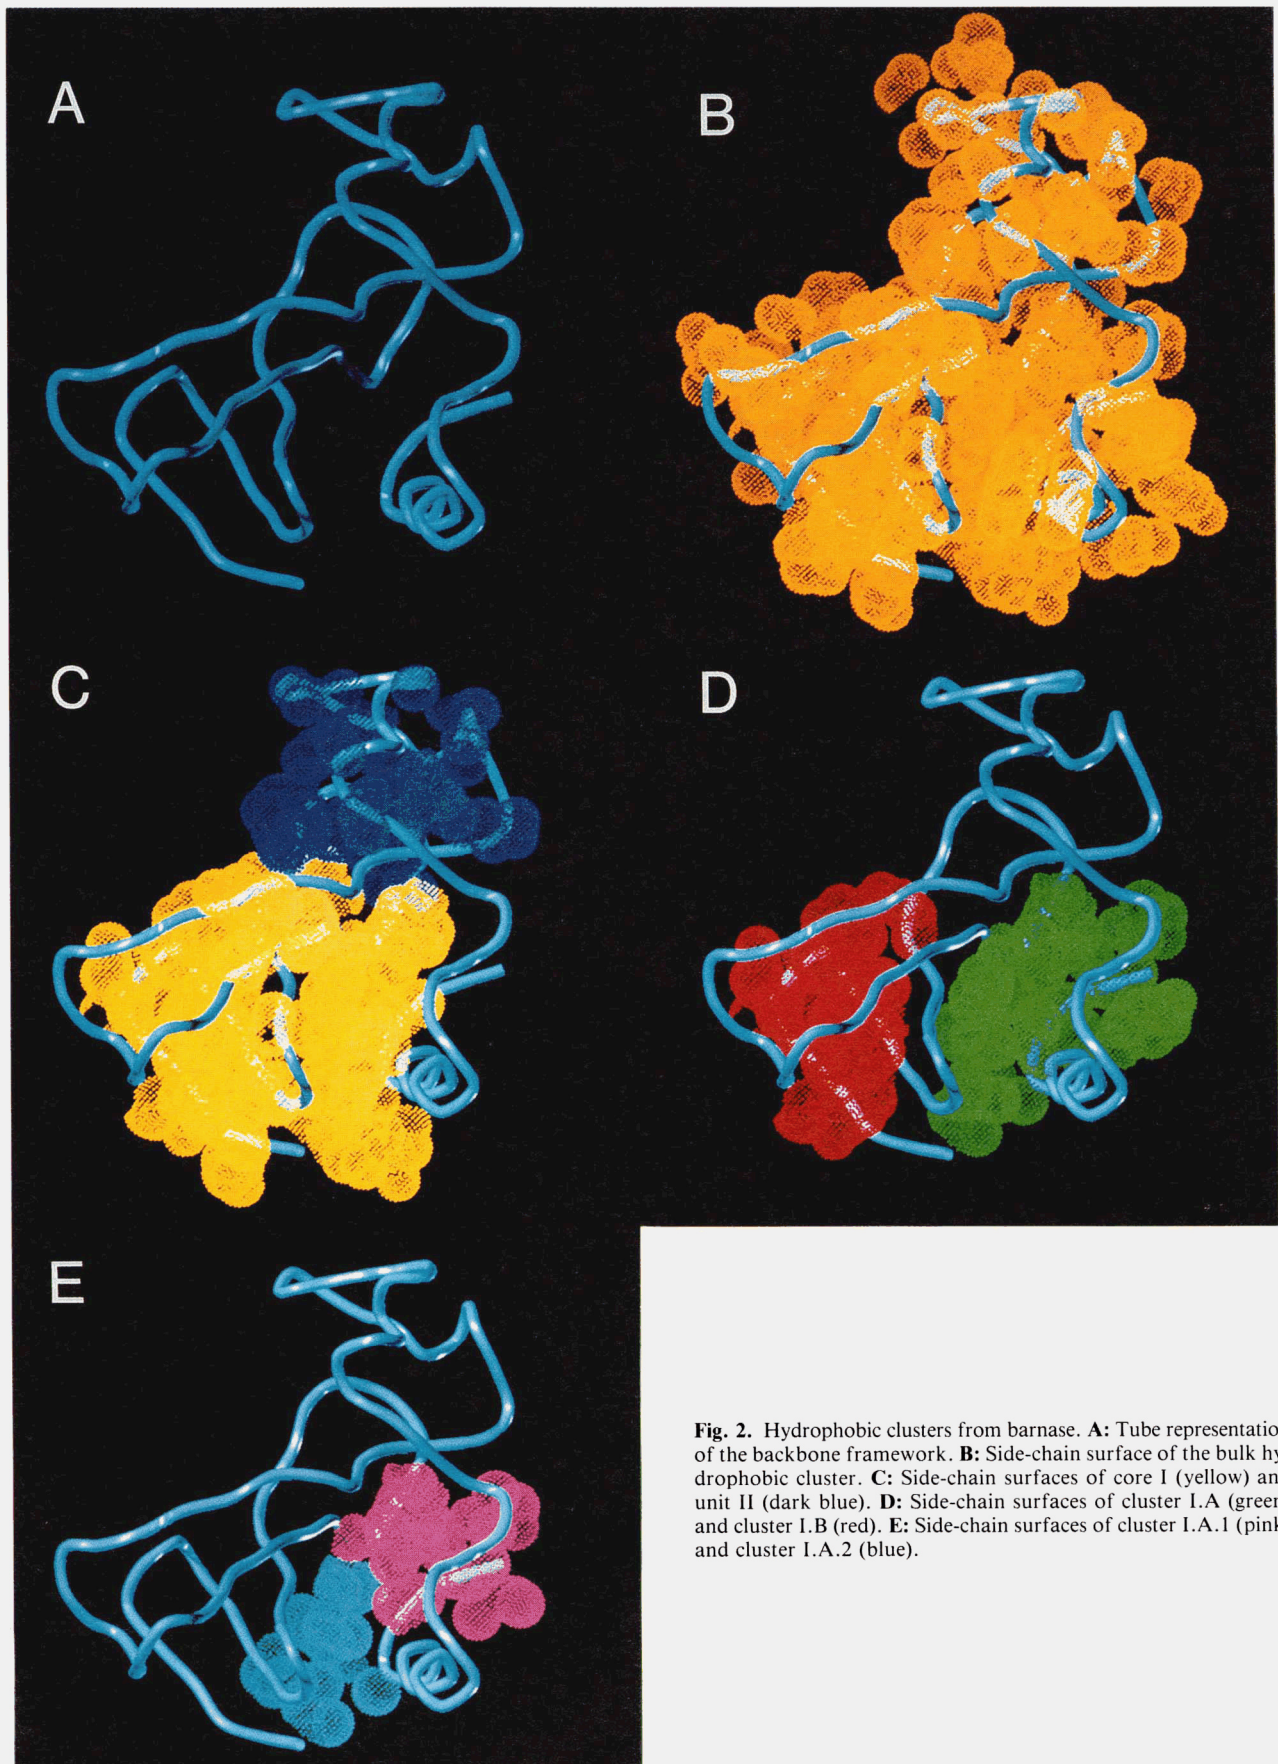 A
B
C
D
E
Fig. 2. Hydrophobic clusters from barnase. A: Tube representatio
of the backbone framework. B: Side-chain surface of the bulk hy
drophobic cluster. C: Side-chain surfaces of core I (yellow) an
unit II (dark blue). D: Side-chain surfaces of cluster I.A (green
and cluster I.B (red). E: Side-chain surfaces of cluster I.A.1 (pink
and cluster I.A.2 (blue).